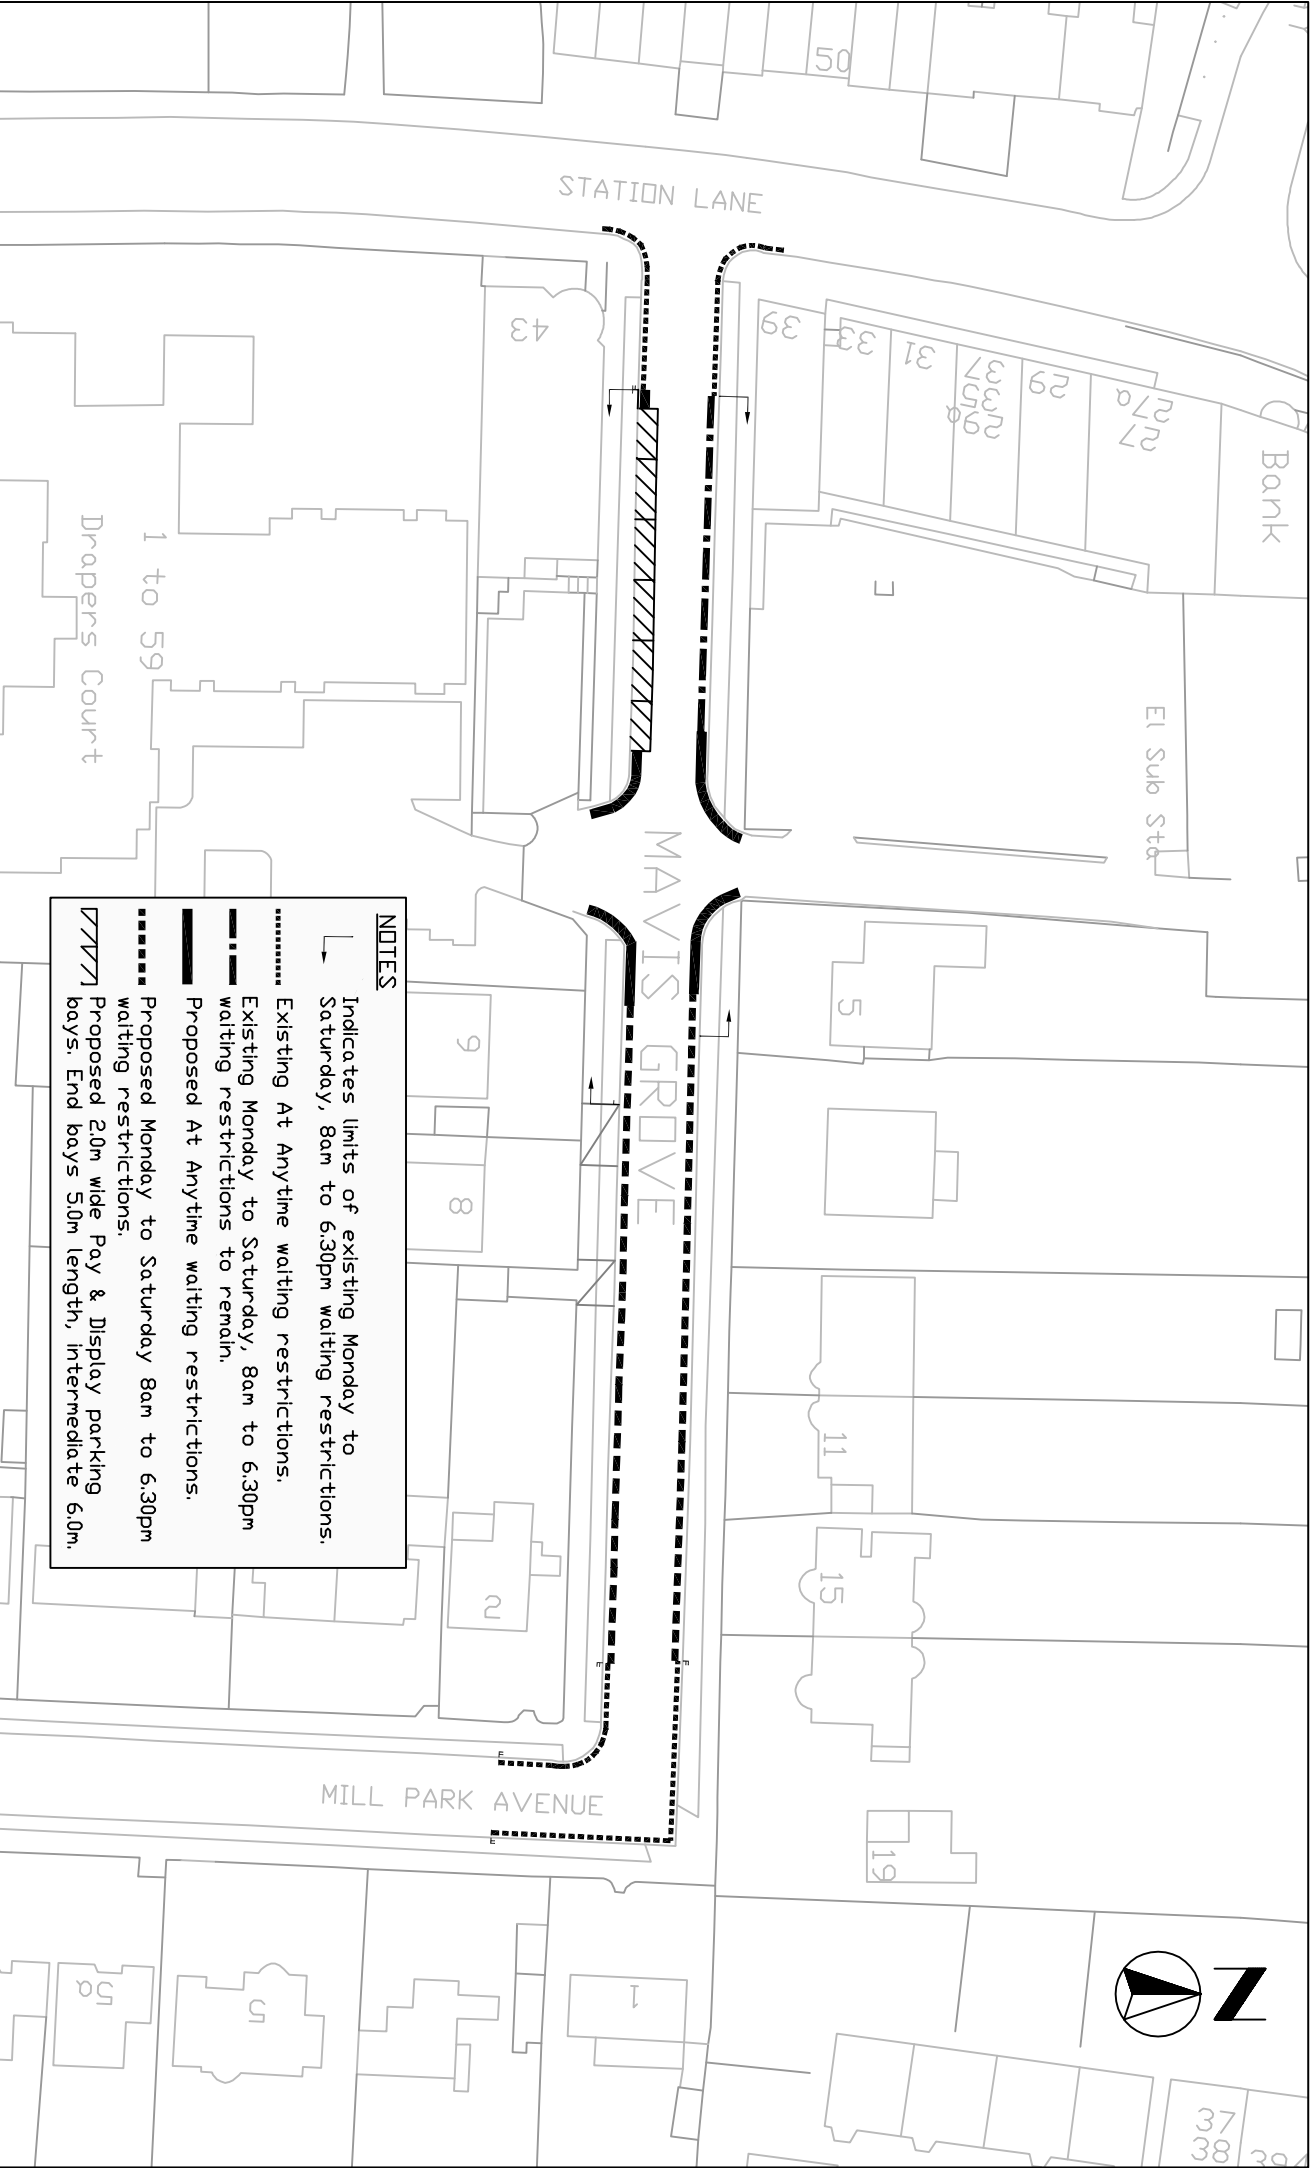 50
STATION LANE
43
39
33
31
37
35
29a
29
27a
27
Bank
1 to 59
Drapers Court
El Sub Sta
MAVIS GROVE
5
9
8
11
15
2
19
MILL PARK AVENUE
5a
5
1
37
38
N
NOTES
Indicates limits of existing Monday to
Saturday, 8am to 6.30pm waiting restrictions.
Existing At Anytime waiting restrictions.
Existing Monday to Saturday, 8am to 6.30pm
waiting restrictions to remain.
Proposed At Anytime waiting restrictions.
Proposed Monday to Saturday 8am to 6.30pm
waiting restrictions.
Proposed 2.0m wide Pay & Display parking
bays. End bays 5.0m length, intermediate 6.0m.